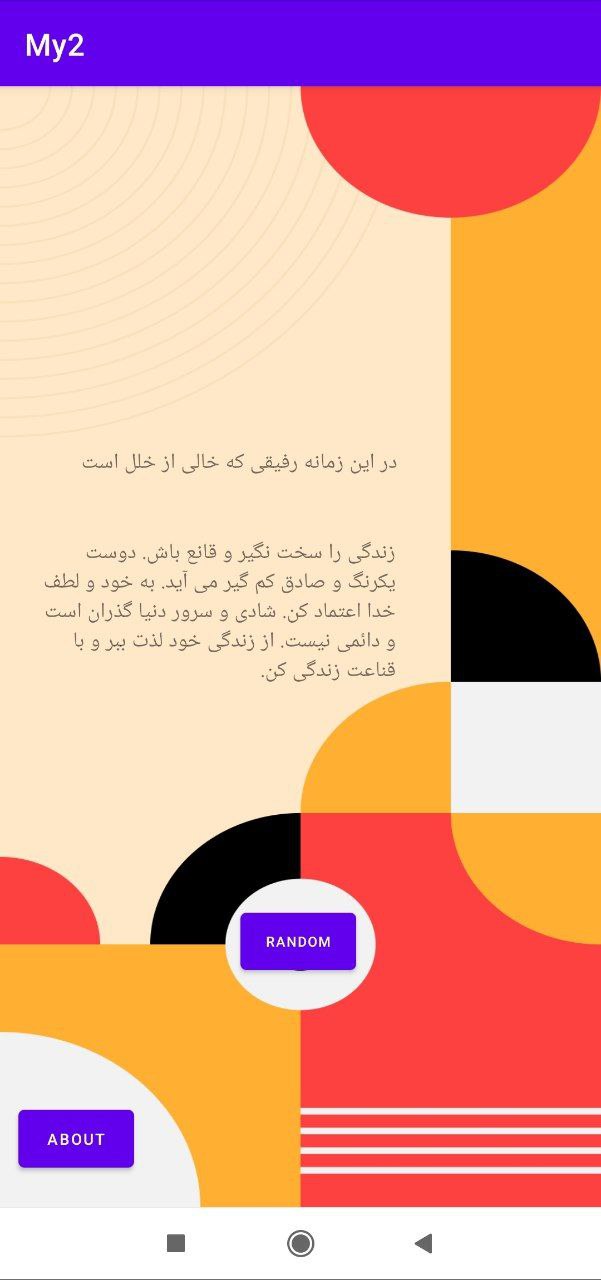 My2
در این زمانه رفیقی که خالی از خلل است
زندگی را سخت نگیر و قانع باش. دوست
یکرنگ و صادق کم گیر می آید. به خود و لطف
خدا اعتماد کن. شادی و سرور دنیا گذران است
و دائمی نیست. از زندگی خود لذت ببر و با
قناعت زندگی کن.
RANDOM
ABOUT